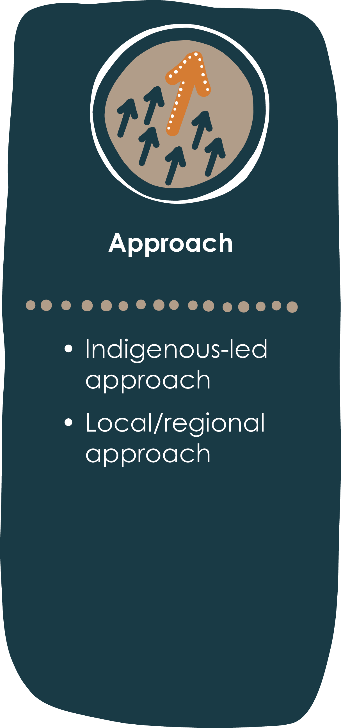 Approach
• Indigenous-led
approach
• Local/regional
approach